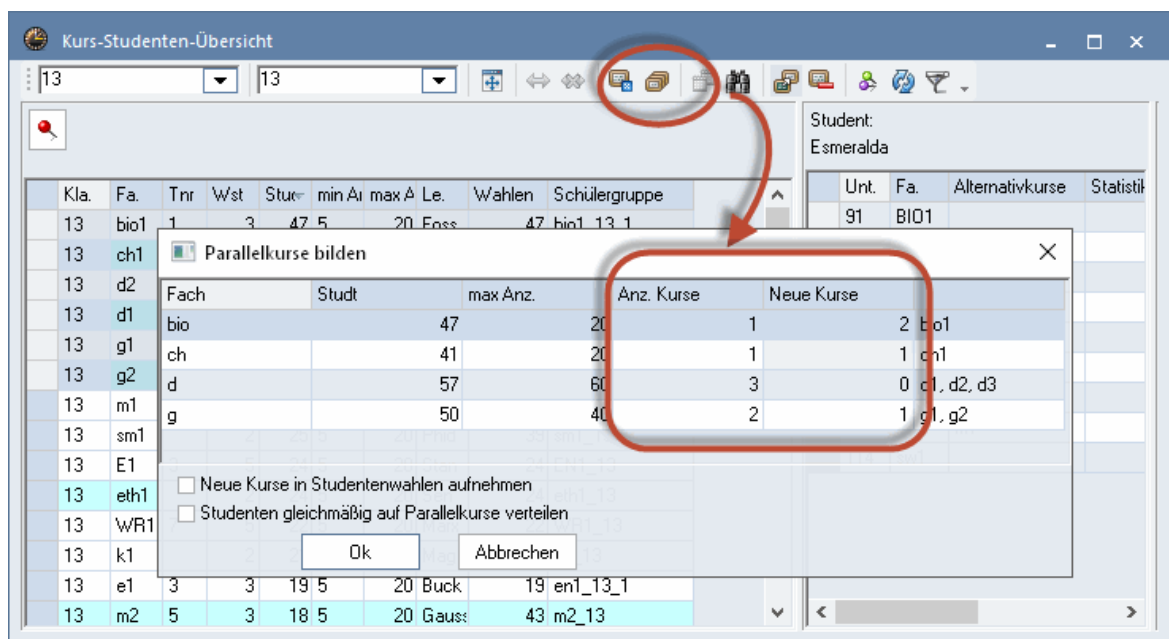 Kurs-Studenten-Übersicht
13 13
Student:
Esmeralda
Kla. Fa. Tnr Wst Stu min A max A Le. Wahlen Schülergruppe
Unt. Fa. Alternativkurse Statistik
13 bio1 1 3 47 5 20 Foss 47 bio1_13_1
91 BIO1
13 ch1
13 d2
13 d1
13 g1
13 g2
13 m1
13 sm1
13 E1
13 eth1
13 WR1
13 k1
13 e1 3 3 19 5 20 Buck 19 en1_13_1
13 m2 5 3 18 5 20 Gauss 43 m2_13
Parallelkurse bilden
Fach Studt max Anz. Anz. Kurse Neue Kurse
bio 47 20 1 2 bio1
ch 41 20 1 1 ch1
d 57 60 3 0 d1, d2, d3
g 50 40 2 1 g1, g2
Neue Kurse in Studentenwahlen aufnehmen
Studenten gleichmäßig auf Parallelkurse verteilen
Ok Abbrechen